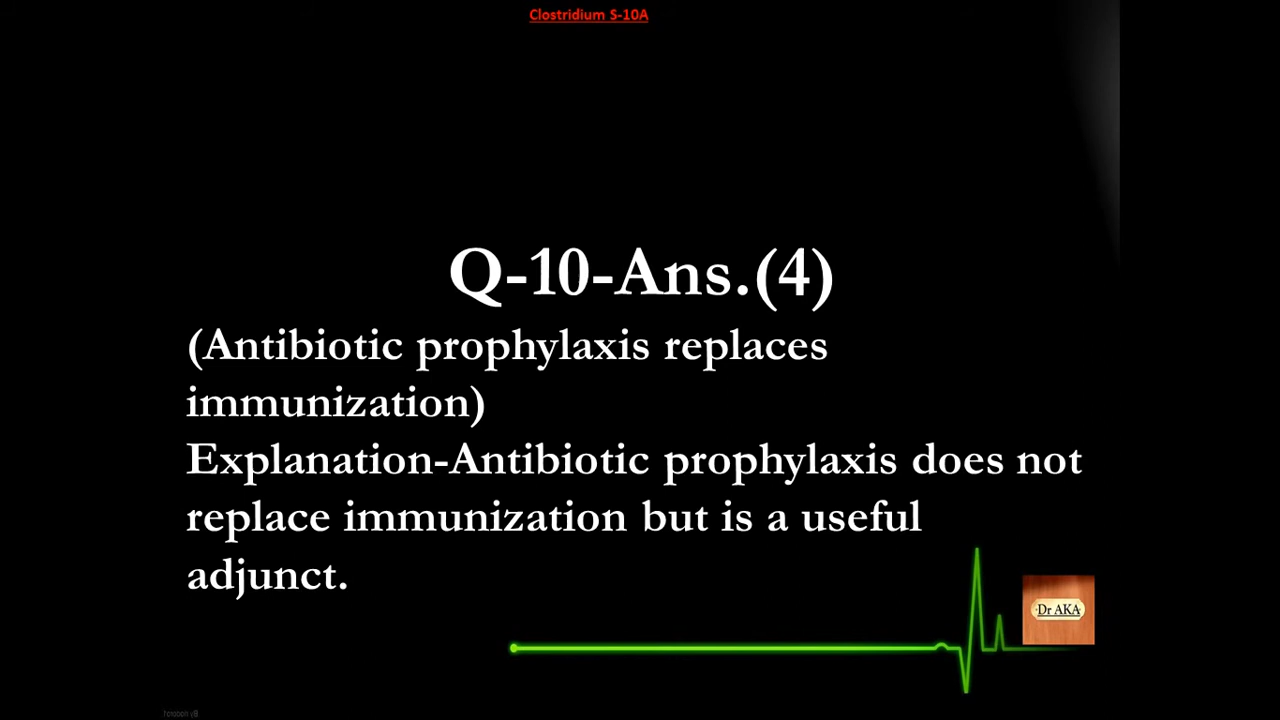 Clostridium S-10A
Q-10-Ans.(4)
(Antibiotic prophylaxis replaces
immunization)
Explanation-Antibiotic prophylaxis does not
replace immunization but is a useful
adjunct.
Dr AKA